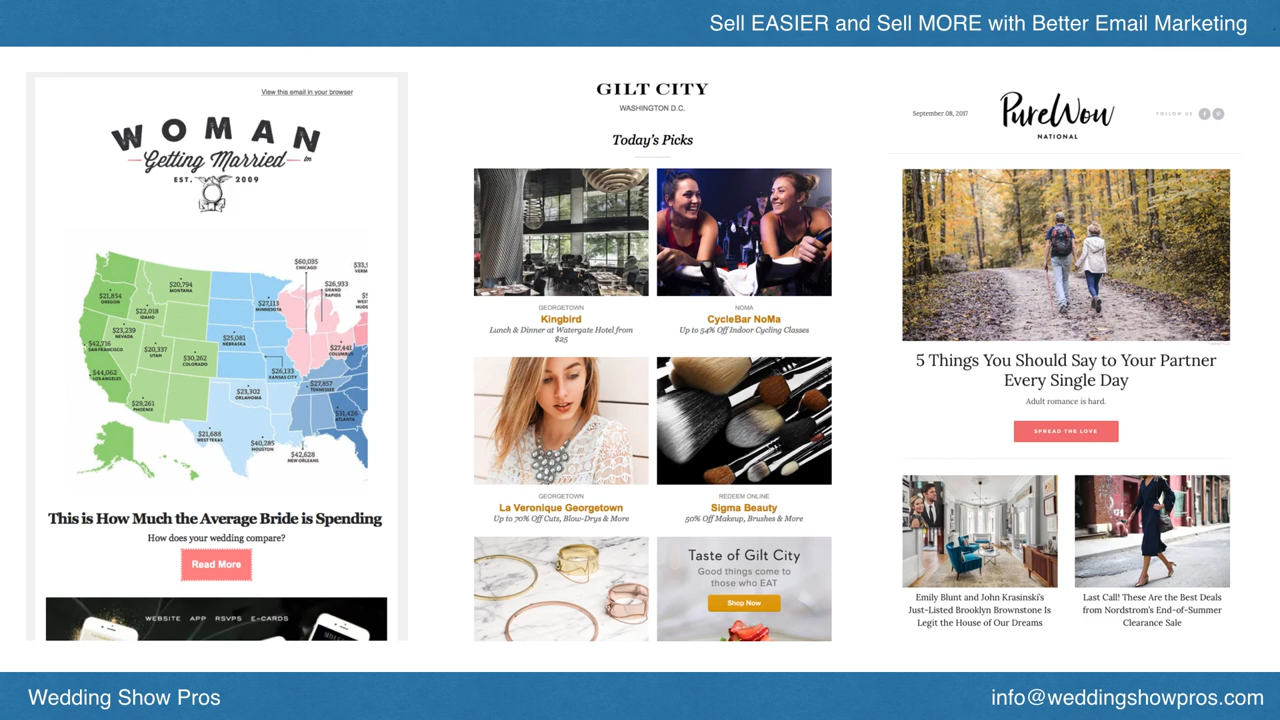 Sell EASIER and Sell MORE with Better Email Marketing
View this email in your browser
WOMAN
Getting Married
in
EST. 2009
$60,035
CHICAGO
$26,933
GRAND
RAPIDS
$20,794
MONTANA
$21,854
OREGON
$22,018
IDAHO
$27,113
MINNESOTA
$23,239
NEVADA
$25,081
NEBRASKA
SAN FRANCISCO
$20,337
UTAH
$30,262
COLORADO
$27,441
COLUMBUS
$44,062
LOS ANGELES
$26,133
KANSAS CITY
$27,857
TENNESSEE
$23,302
OKLAHOMA
$29,261
PHOENIX
$31,426
ATLANTA
$21,688
WEST TEXAS
$40,285
HOUSTON
$42,628
NEW ORLEANS
This is How Much the Average Bride is Spending
How does your wedding compare?
Read More
WEBSITE APP RSVPS E-CARDS
GILT CITY
WASHINGTON D.C.
Today's Picks
GEORGETOWN
Kingbird
Lunch & Dinner at Watergate Hotel from
$25
NOMA
CycleBar NoMa
Up to 54% Off Indoor Cycling Classes
GEORGETOWN
La Veronique Georgetown
Up to 70% Off Cuts, Blow-Drys & More
REDEEM ONLINE
Sigma Beauty
50% Off Makeup, Brushes & More
Taste of Gilt City
Good things come to
those who EAT
Shop Now
September 08, 2017
PureWow
NATIONAL
FOLLOW US
5 Things You Should Say to Your Partner
Every Single Day
Adult romance is hard.
SPREAD THE LOVE
Emily Blunt and John Krasinski's
Just-Listed Brooklyn Brownstone Is
Legit the House of Our Dreams
Last Call! These Are the Best Deals
from Nordstrom's End-of-Summer
Clearance Sale
Wedding Show Pros
info@weddingshowpros.com